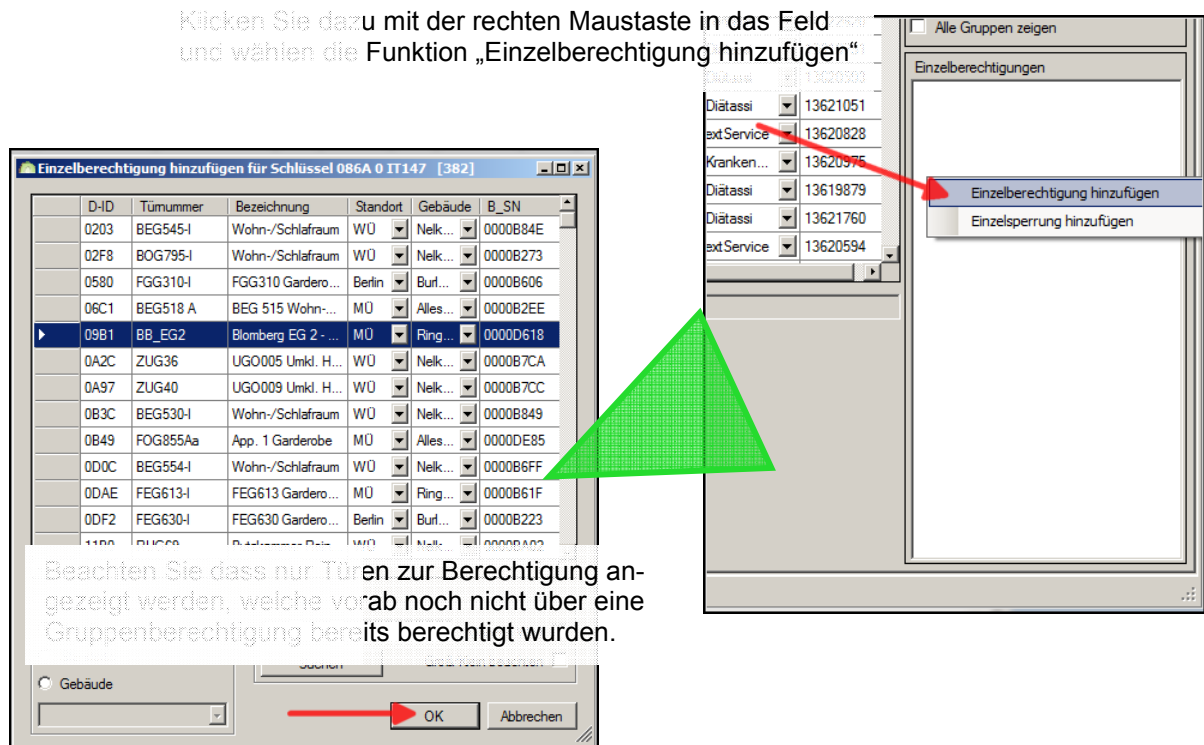 Klicken Sie dazu mit der rechten Maustaste in das Feld
und wählen die Funktion „Einzelberechtigung hinzufügen“
Alle Gruppen zeigen
Einzelberechtigungen
Diätassi 13620503
Diätassi 13621051
extService 13620828
Kranken... 13620975
Diätassi 13619879
Diätassi 13621760
extService 13620594
Einzelberechtigung hinzufügen
Einzelsperrung hinzufügen
Einzelberechtigung hinzufügen für Schlüssel 086A 0 IT147 [382]
D-ID Türnummer Bezeichnung Standort Gebäude B_SN
0203 BEG545-I Wohn-/Schlafraum WÜ Nelk... 0000B84E
02F8 BOG795-I Wohn-/Schlafraum WÜ Nelk... 0000B273
0580 FGG310-I FGG310 Gardero... Berlin Burl... 0000B606
06C1 BEG518 A BEG 515 Wohn-... MÜ Alles... 0000B2EE
09B1 BB_EG2 Blomberg EG 2 - ... MÜ Ring... 0000D618
0A2C ZUG36 UGO005 Umkl. H... WÜ Nelk... 0000B7CA
0A97 ZUG40 UGO009 Umkl. H... WÜ Nelk... 0000B7CC
0B3C BEG530-I Wohn-/Schlafraum WÜ Nelk... 0000B849
0B49 FOG855Aa App. 1 Garderobe MÜ Alles... 0000DE85
0D0C BEG554-I Wohn-/Schlafraum WÜ Nelk... 0000B6FF
0DAE FEG613-I FEG613 Gardero... MÜ Ring... 0000B61F
0DF2 FEG630-I FEG630 Gardero... Berlin Burl... 0000B223
Beachten Sie dass nur Türen zur Berechtigung an-
gezeigt werden, welche vorab noch nicht über eine
Gruppenberechtigung bereits berechtigt wurden.
Suchen
Gebäude
OK Abbrechen